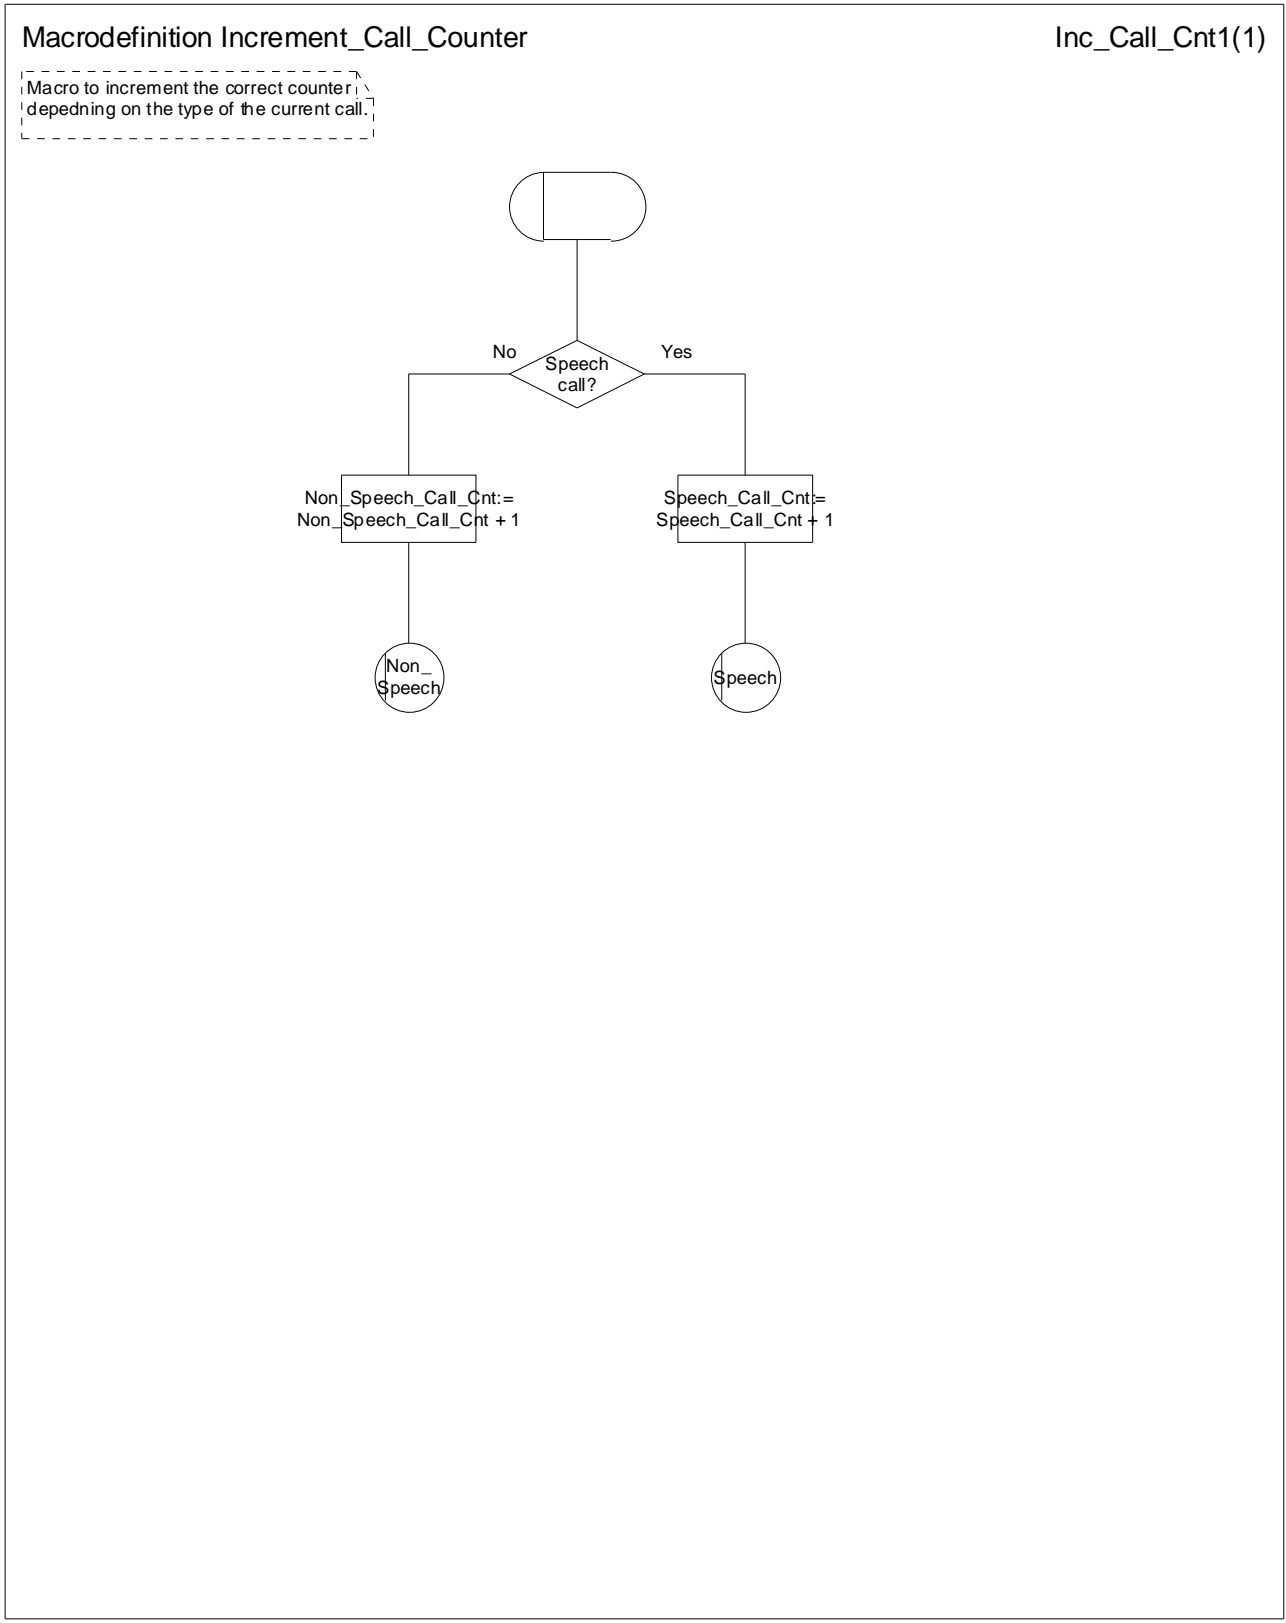 Macrodefinition Increment_Call_Counter
Inc_Call_Cnt1(1)
Macro to increment the correct counter
depedning on the type of the current call.
No
Yes
Speech
call?
Non_Speech_Call_Cnt:=
Non_Speech_Call_Cnt + 1
Speech_Call_Cnt:=
Speech_Call_Cnt + 1
Non_
Speech
Speech